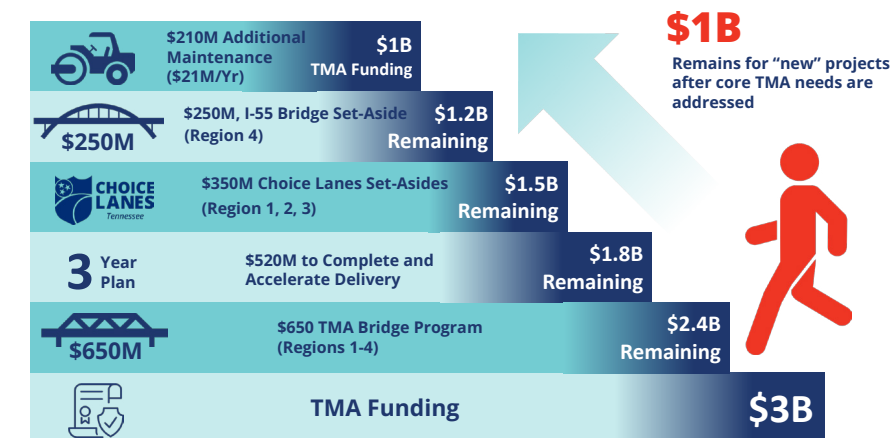 $210M Additional
Maintenance
($21M/Yr)
$1B
TMA Funding
$1B
Remains for “new” projects
after core TMA needs are
addressed
$250M
$250M, I-55 Bridge Set-Aside
(Region 4)
$1.2B
Remaining
CHOICE
LANES
Tennessee
$350M Choice Lanes Set-Asides
(Region 1, 2, 3)
$1.5B
Remaining
3 Year
Plan
$520M to Complete and
Accelerate Delivery
$1.8B
Remaining
$650M
$650 TMA Bridge Program
(Regions 1-4)
$2.4B
Remaining
TMA Funding
$3B